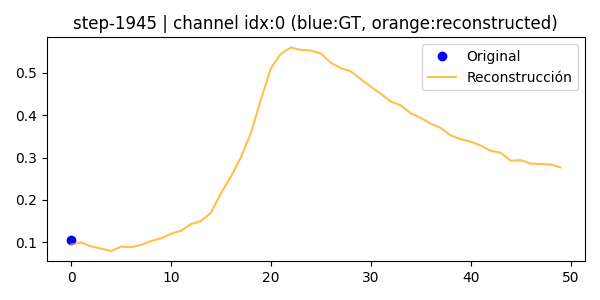 step-1945 | channel idx:0 (blue:GT, orange:reconstructed)
Original
Reconstrucción
0.5
0.4
0.3
0.2
0.1
0 10 20 30 40 50